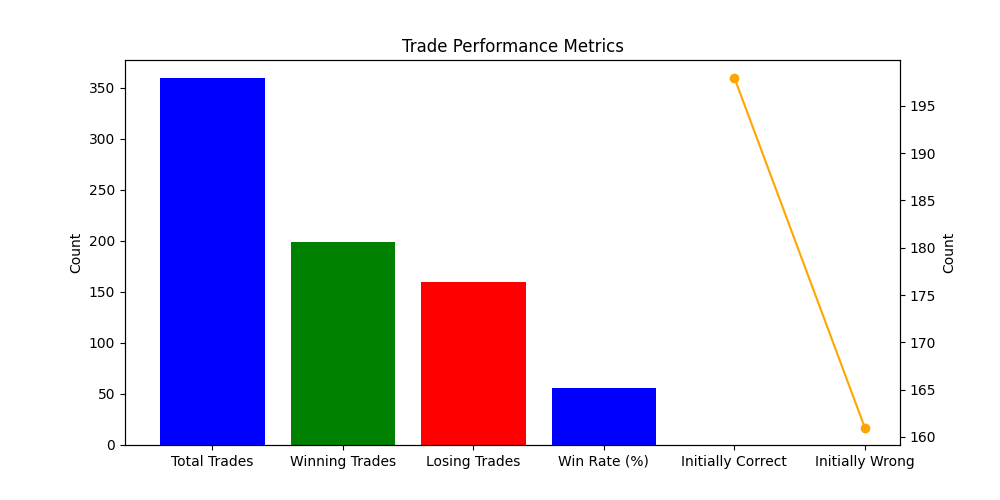 Trade Performance Metrics
Count
350
300
250
200
150
100
50
0
195
190
185
180
175
170
165
160
Count
Total Trades
Winning Trades
Losing Trades
Win Rate (%)
Initially Correct
Initially Wrong